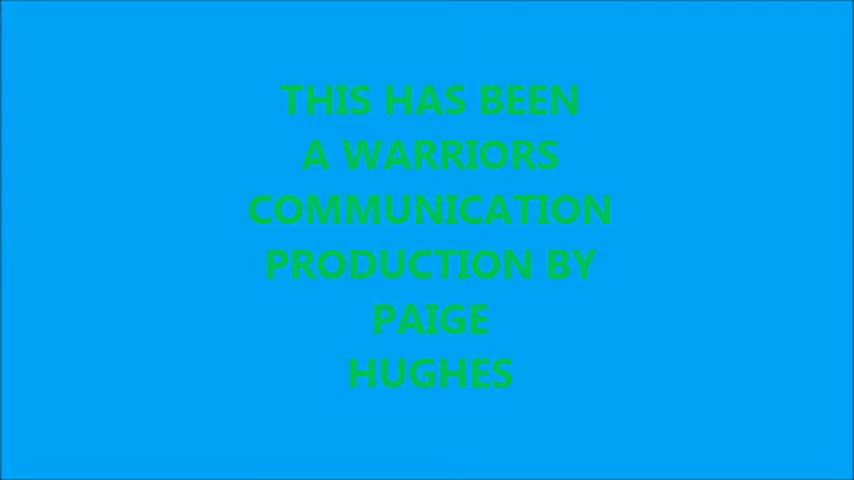 THIS HAS BEEN
A WARRIORS
COMMUNICATION
PRODUCTION BY
PAIGE
HUGHES